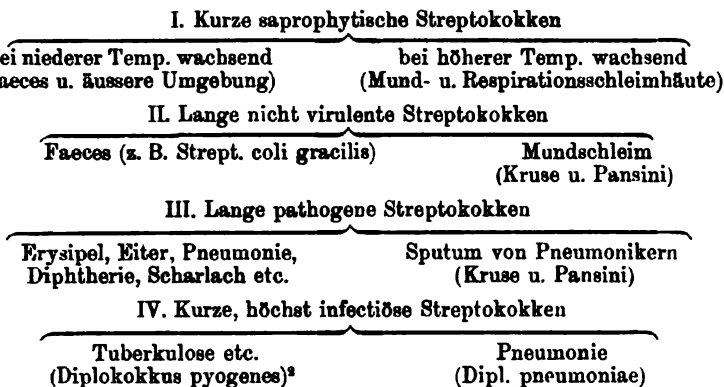 I. Kurze saprophytische Streptokokken
ei niederer Temp. wachsend bei höherer Temp. wachsend
aeces u. äussere Umgebung) (Mund- u. Respirationsschleimhäute)
II. Lange nicht virulente Streptokokken
Faeces (z. B. Strept. coli gracilis) Mundschleim
(Kruse u. Pansini)
III. Lange pathogene Streptokokken
Erysipel, Eiter, Pneumonie, Sputum von Pneumonikern
Diphtherie, Scharlach etc. (Kruse u. Pansini)
IV. Kurze, höchst infectiöse Streptokokken
Tuberkulose etc. Pneumonie
(Diplokokkus pyogenes)² (Dipl. pneumoniae)